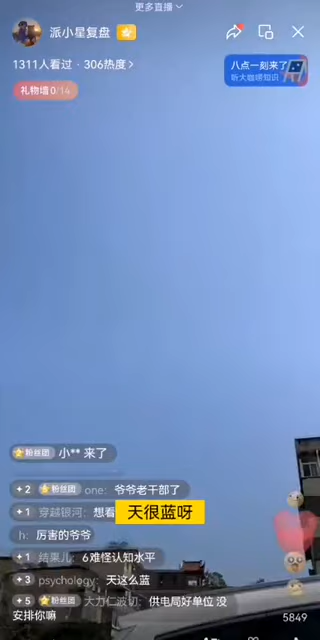 更多直播
派小星复盘
1311人看过·306热度
八点一刻来了
听大咖唠知识
礼物墙0/14
粉丝团 小** 来了
+2 粉丝团 one: 爷爷老干部了
+1 穿越银河: 想看
天很蓝呀
h: 厉害的爷爷
+1 结果儿: 6难怪认知水平
+3 psychology: 天这么蓝
+5 粉丝团 大力仁波切: 供电局好单位 没
安排你嘛
5849